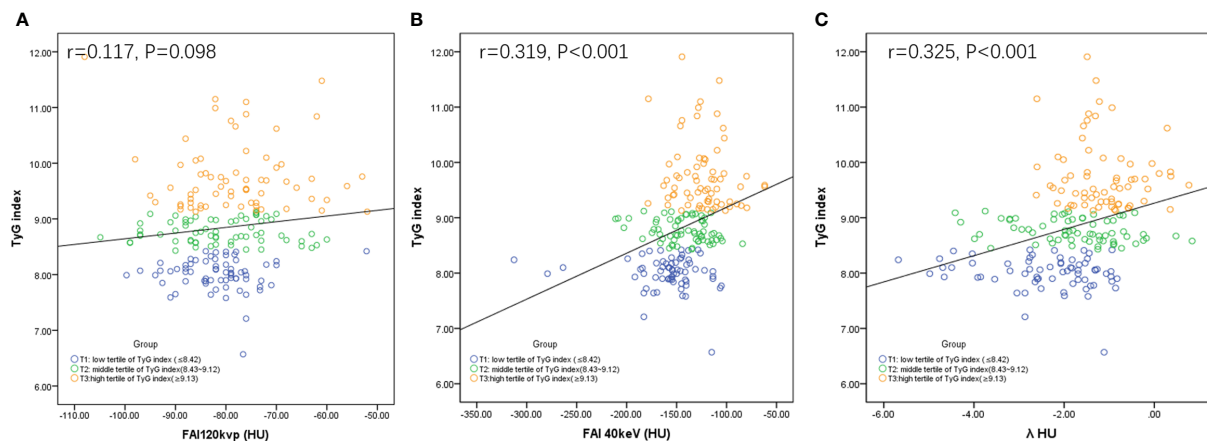 A
r=0.117, P=0.098
TyG index
12.00
11.00
10.00
9.00
8.00
7.00
6.00
Group
T1: low tertile of TyG index (≤8.42)
T2: middle tertile of TyG index(8.43~9.12)
T3:high tertile of TyG index(≥9.13)
-110.00 -100.00 -90.00 -80.00 -70.00 -60.00 -50.00
FAI120kvp (HU)
B
r=0.319, P<0.001
TyG index
12.00
11.00
10.00
9.00
8.00
7.00
6.00
Group
T1: low tertile of TyG index (≤8.42)
T2: middle tertile of TyG index(8.43~9.12)
T3:high tertile of TyG index(≥9.13)
-350.00 -300.00 -250.00 -200.00 -150.00 -100.00 -50.00
FAI 40keV (HU)
C
r=0.325, P<0.001
TyG index
12.00
11.00
10.00
9.00
8.00
7.00
6.00
Group
T1: low tertile of TyG index (≤8.42)
T2: middle tertile of TyG index(8.43~9.12)
T3:high tertile of TyG index(≥9.13)
-6.00 -4.00 -2.00 .00
λ HU